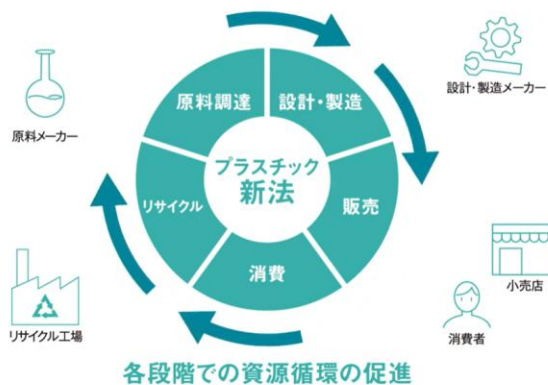 原料調達
設計・製造
原料メーカー
設計・製造メーカー
プラスチック
新法
リサイクル
販売
消費
小売店
リサイクル工場
消費者
各段階での資源循環の促進